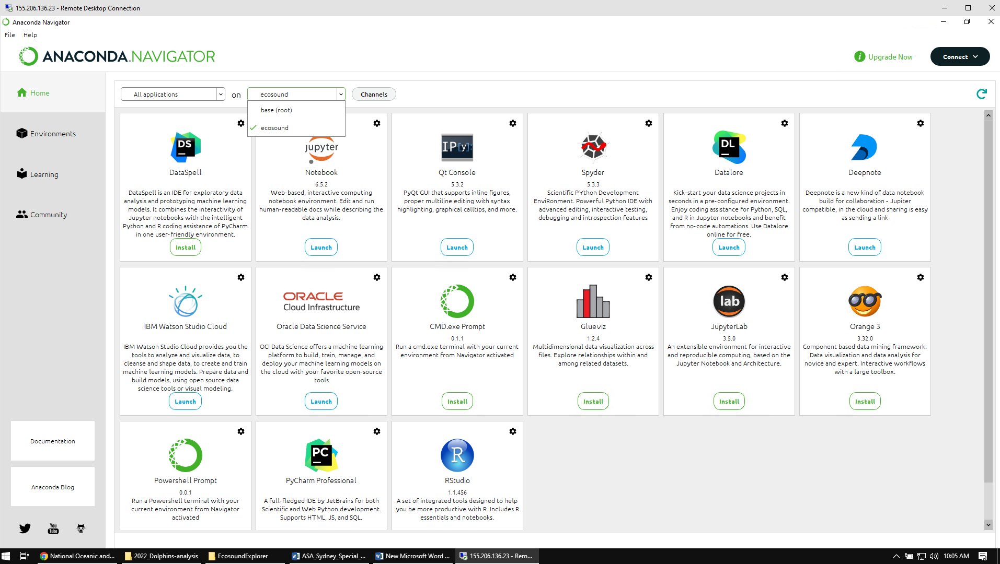 155.206.136.23 - Remote Desktop Connection
Anaconda Navigator
File Help
ANACONDA.NAVIGATOR
Upgrade Now
Connect
Home
Environments
Learning
Community
Documentation
Anaconda Blog
You
Tube
All applications
on
ecosound
Channels
base (root)
ecosound
DS
DataSpell
DataSpell is an IDE for exploratory data
analysis and prototyping machine learning
models. It combines the interactivity of
Jupyter notebooks with the intelligent
Python and R coding assistance of PyCharm
in one user-friendly environment.
Install
jupyter
Notebook
6.5.2
Web-based, interactive computing
notebook environment. Edit and run
human-readable docs while describing the
data analysis.
Launch
IP[y]:
Qt Console
5.3.2
PyQt GUI that supports inline figures,
proper multiline editing with syntax
highlighting, graphical calltips, and more.
Launch
Spyder
5.3.3
Scientific PYthon Development
EnviRonment. Powerful Python IDE with
advanced editing, interactive testing,
debugging and introspection features
Launch
DL
Datalore
Kick-start your data science projects in
seconds in a pre-configured environment.
Enjoy coding assistance for Python, SQL,
and R in Jupyter notebooks and benefit
from no-code automations. Use Datalore
online for free.
Launch
Deepnote
Deepnote is a new kind of data notebook
build for collaboration - Jupiter
compatible, in the cloud and sharing is easy
as sending a link
Launch
IBM Watson Studio Cloud
IBM Watson Studio Cloud provides you the
tools to analyze and visualize data, to
cleanse and shape data, to create and train
machine learning models. Prepare data and
build models, using open source data
science tools or visual modeling.
Launch
ORACLE
Cloud Infrastructure
Oracle Data Science Service
OCI Data Science offers a machine learning
platform to build, train, manage, and
deploy your machine learning models on
the cloud with your favorite open-source
tools
Launch
CMD.exe Prompt
0.1.1
Run a cmd.exe terminal with your current
environment from Navigator activated
Install
Glueviz
1.2.4
Multidimensional data visualization across
files. Explore relationships within and
among related datasets.
Install
lab
JupyterLab
3.5.0
An extensible environment for interactive
and reproducible computing, based on the
Jupyter Notebook and Architecture.
Install
Orange 3
3.32.0
Component based data mining framework.
Data visualization and data analysis for
novice and expert. Interactive workflows
with a large toolbox.
Install
Powershell Prompt
0.0.1
Run a Powershell terminal with your
current environment from Navigator
activated
PC
PyCharm Professional
A full-fledged IDE by JetBrains for both
Scientific and Web Python development.
Supports HTML, JS, and SQL.
R
RStudio
1.1.456
A set of integrated tools designed to help
you be more productive with R. Includes R
essentials and notebooks.
National Oceanic and...
2022_Dolphins-analysis
EcosoundExplorer
ASA_Sydney_Special_...
New Microsoft Word ...
155.206.136.23 - Rem...
10:05 AM